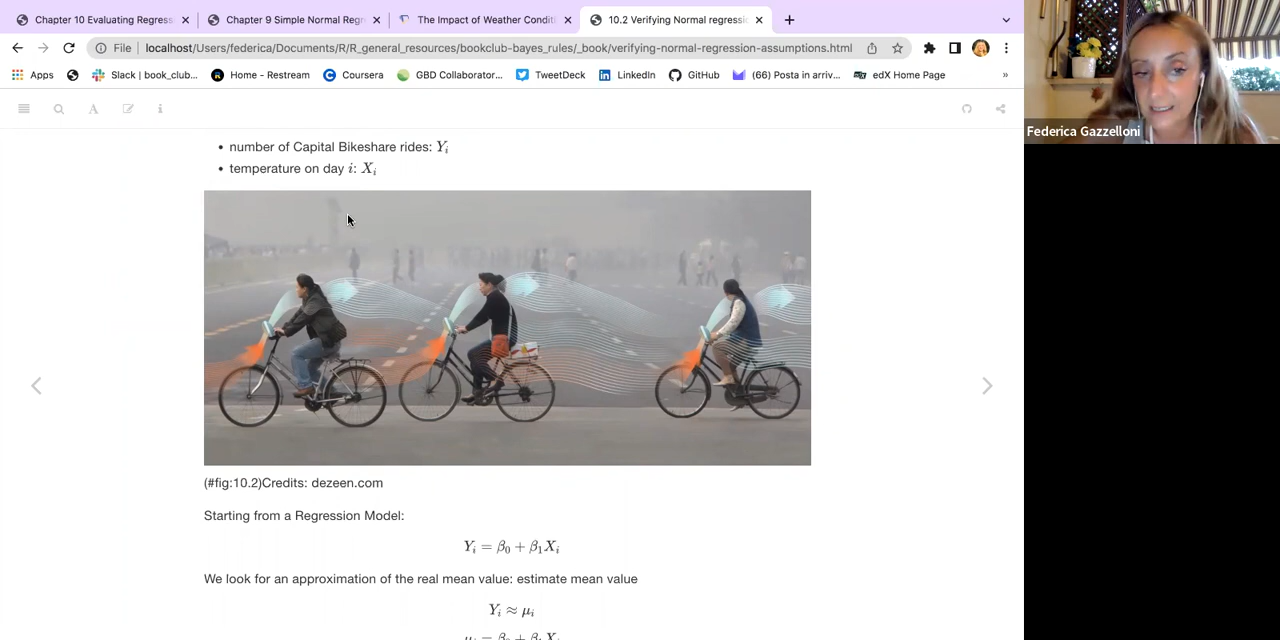 Chapter 10 Evaluating Regress
Chapter 9 Simple Normal Regr
The Impact of Weather Conditi
10.2 Verifying Normal regressi
File
localhost/Users/federica/Documents/R/R_general_resources/bookclub-bayes_rules/_book/verifying-normal-regression-assumptions.html
Apps
Slack | book_club...
Home - Restream
Coursera
GBD Collaborator...
TweetDeck
LinkedIn
GitHub
(66) Posta in arriv...
edX Home Page
»
A
i
Federica Gazzelloni
• number of Capital Bikeshare rides: Yᵢ
• temperature on day i: Xᵢ
(#fig:10.2)Credits: dezeen.com
Starting from a Regression Model:
Yᵢ = β₀ + β₁Xᵢ
We look for an approximation of the real mean value: estimate mean value
Yᵢ ≈ μᵢ
μᵢ = β₀ + β₁Xᵢ